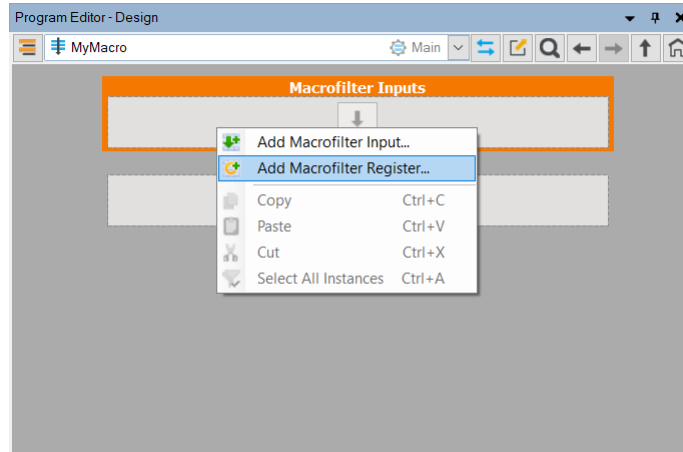 Program Editor - Design
MyMacro
Main
Macrofilter Inputs
Add Macrofilter Input...
Add Macrofilter Register...
Copy Ctrl+C
Paste Ctrl+V
Cut Ctrl+X
Select All Instances Ctrl+A